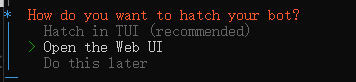 * How do you want to hatch your bot?
Hatch in TUI (recommended)
> Open the Web UI
Do this later